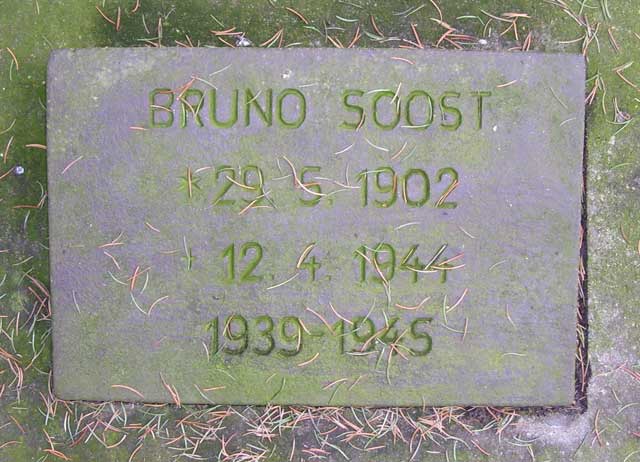 BRUNO SOOST
* 29. 5. 1902
† 12. 4. 1944
1939-1945